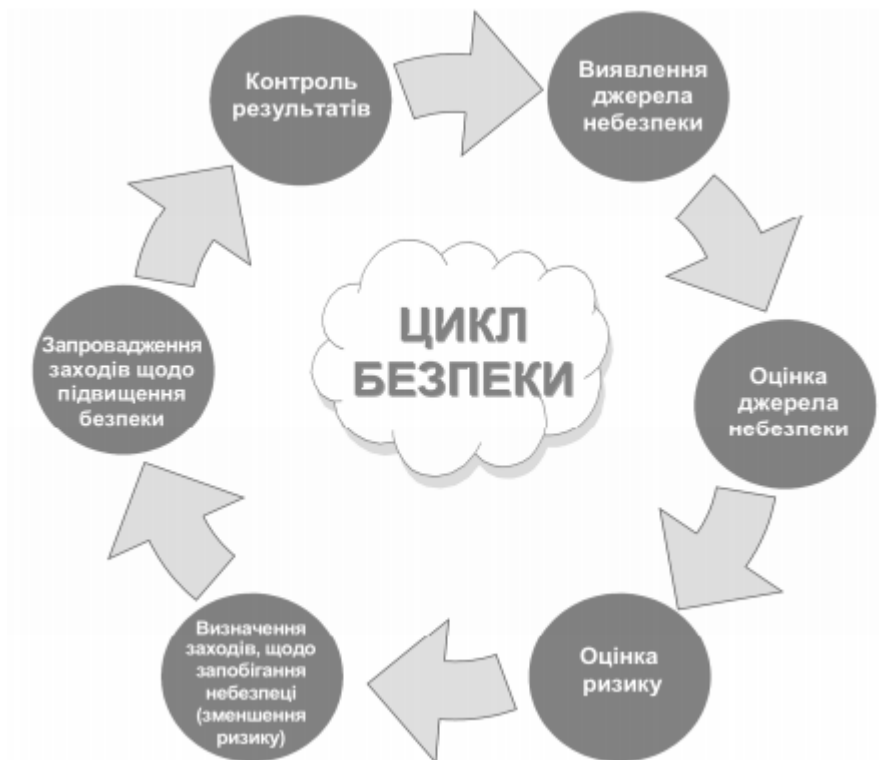 Контроль
результатів
Виявлення
джерела
небезпеки
ЦИКЛ
БЕЗПЕКИ
Запровадження
заходів щодо
підвищення
безпеки
Оцінка
джерела
небезпеки
Визначення
заходів, щодо
запобігання
небезпеці
(зменшення
ризику)
Оцінка
ризику